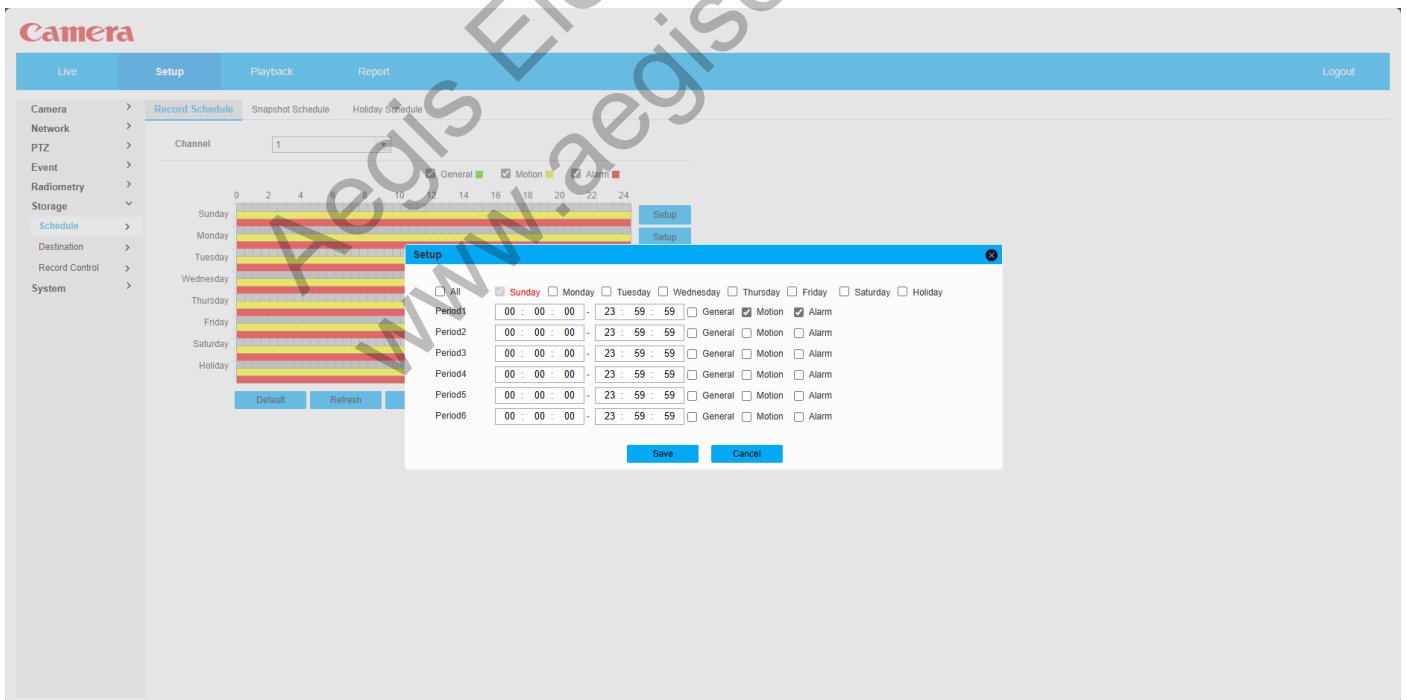 Camera
Live Setup Playback Report Logout
Camera
Network
PTZ
Event
Radiometry
Storage
Schedule
Destination
Record Control
System
Record Schedule Snapshot Schedule Holiday Schedule
Channel 1
General Motion Alarm
0 2 4 6 8 10 12 14 16 18 20 22 24
Sunday Setup
Monday Setup
Tuesday
Wednesday
Thursday
Friday
Saturday
Holiday
Default Refresh
Setup
All Sunday Monday Tuesday Wednesday Thursday Friday Saturday Holiday
Period1 00 : 00 : 00 - 23 : 59 : 59 General Motion Alarm
Period2 00 : 00 : 00 - 23 : 59 : 59 General Motion Alarm
Period3 00 : 00 : 00 - 23 : 59 : 59 General Motion Alarm
Period4 00 : 00 : 00 - 23 : 59 : 59 General Motion Alarm
Period5 00 : 00 : 00 - 23 : 59 : 59 General Motion Alarm
Period6 00 : 00 : 00 - 23 : 59 : 59 General Motion Alarm
Save Cancel
Aegis